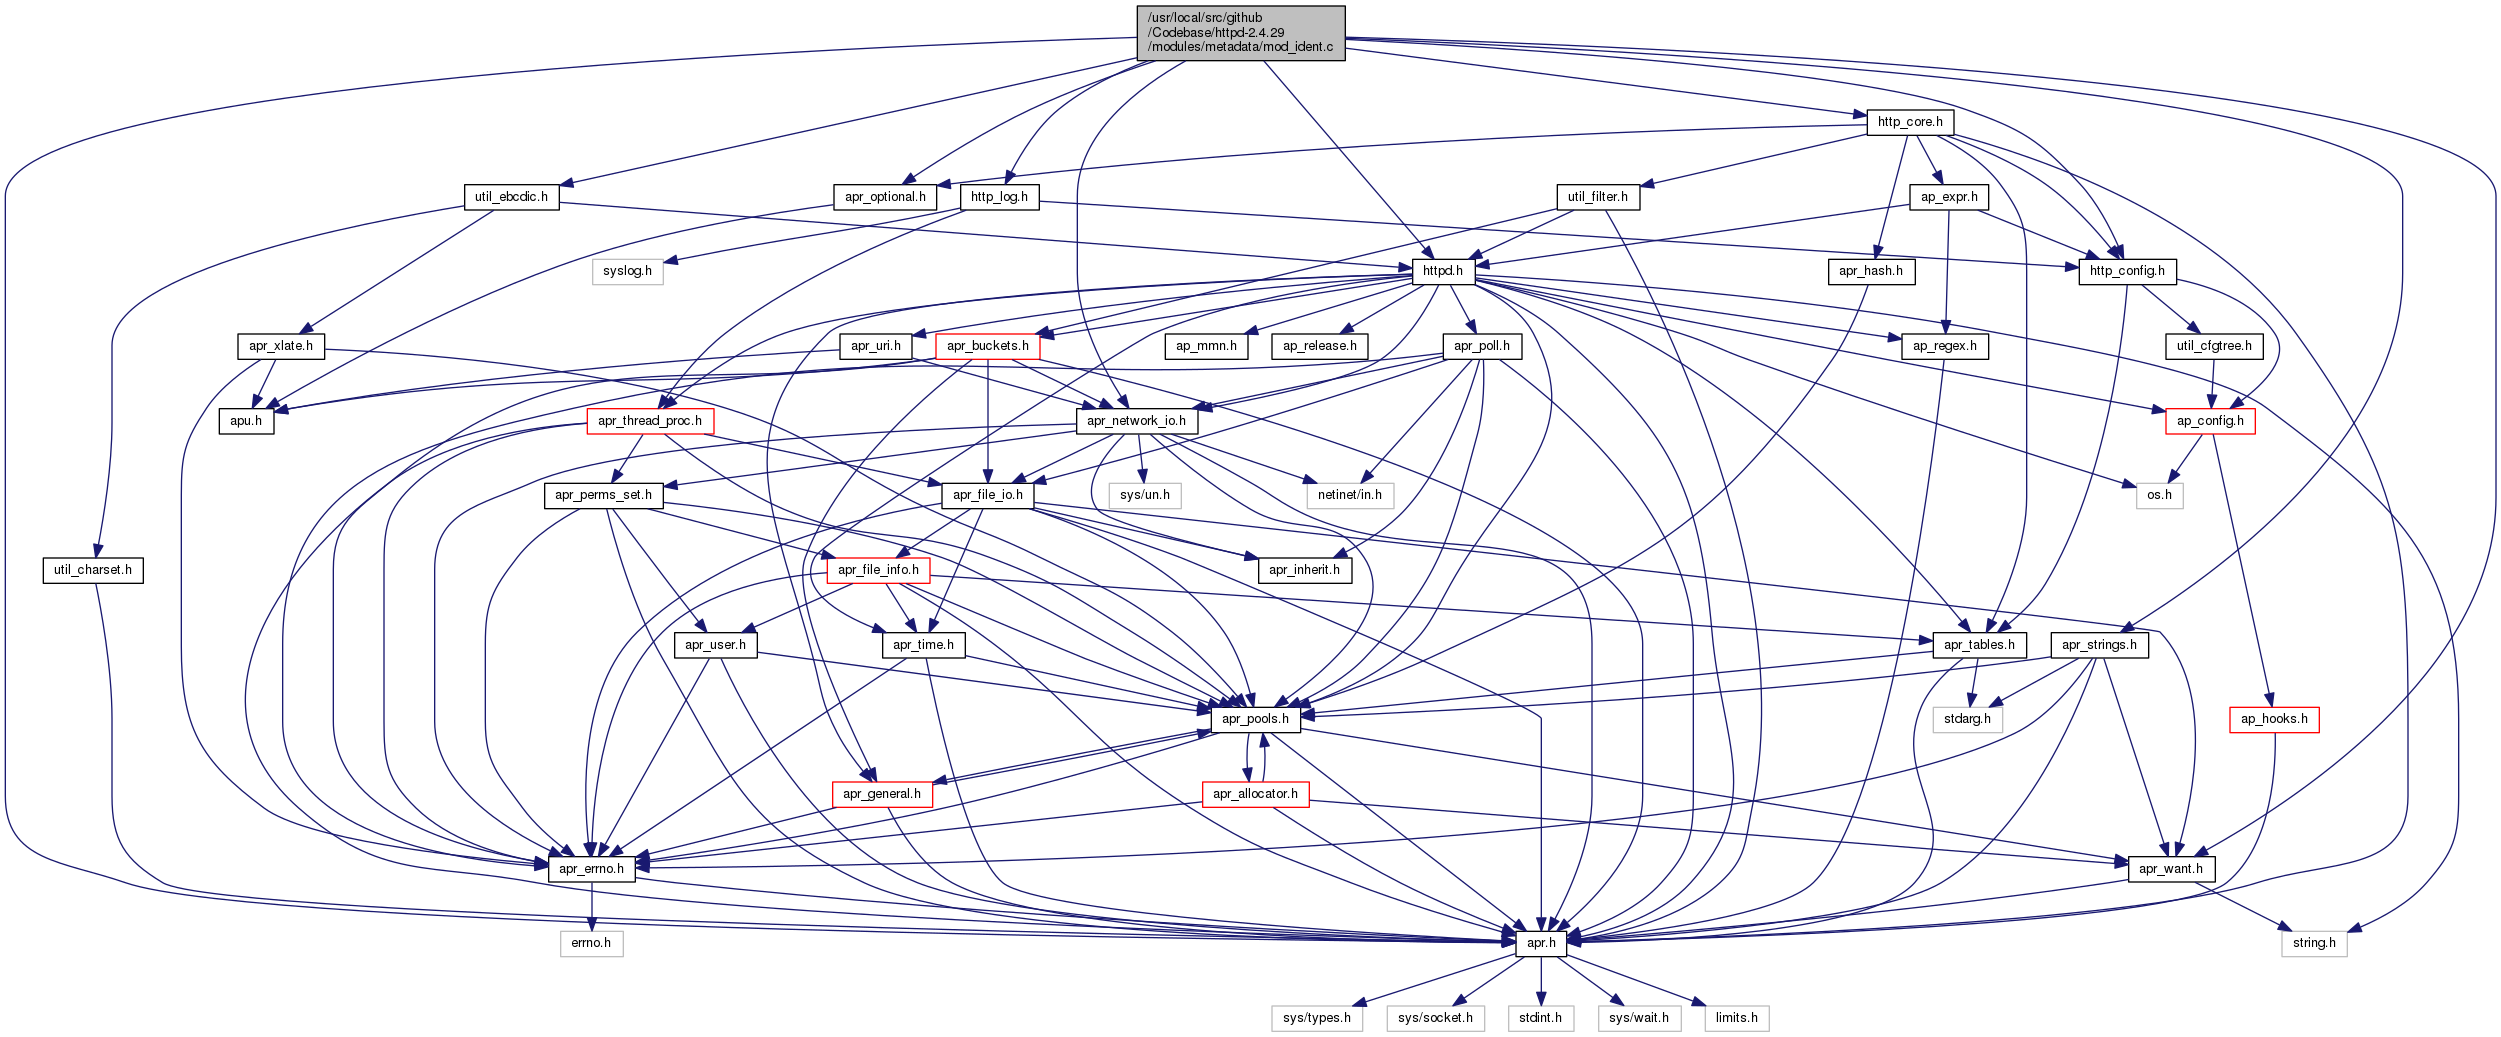 /usr/local/src/github
/Codebase/httpd-2.4.29
/modules/metadata/mod_ident.c
http_core.h
util_ebcdic.h
apr_optional.h
http_log.h
util_filter.h
ap_expr.h
syslog.h
httpd.h
apr_hash.h
http_config.h
apr_xlate.h
apr_uri.h
apr_buckets.h
ap_mmn.h
ap_release.h
apr_poll.h
ap_regex.h
util_cfgtree.h
apu.h
apr_thread_proc.h
apr_network_io.h
ap_config.h
apr_perms_set.h
apr_file_io.h
sys/un.h
netinet/in.h
os.h
util_charset.h
apr_file_info.h
apr_inherit.h
apr_user.h
apr_time.h
apr_tables.h
apr_strings.h
apr_pools.h
stdarg.h
ap_hooks.h
apr_general.h
apr_allocator.h
apr_errno.h
apr_want.h
errno.h
apr.h
string.h
sys/types.h
sys/socket.h
stdint.h
sys/wait.h
limits.h